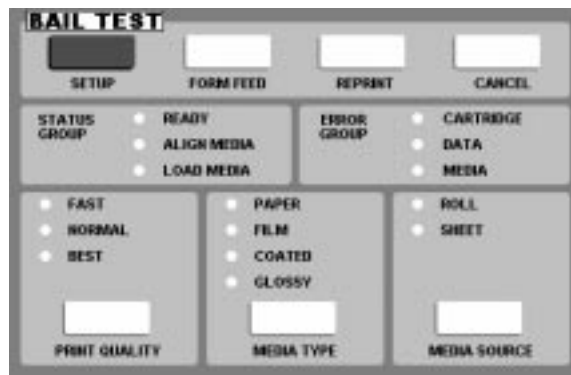 BAIL TEST
SETUP FORM FEED REPRINT CANCEL
STATUS GROUP
READY
ALIGN MEDIA
LOAD MEDIA
ERROR GROUP
CARTRIDGE
DATA
MEDIA
FAST
NORMAL
BEST
PRINT QUALITY
PAPER
FILM
COATED
GLOSSY
MEDIA TYPE
ROLL
SHEET
MEDIA SOURCE